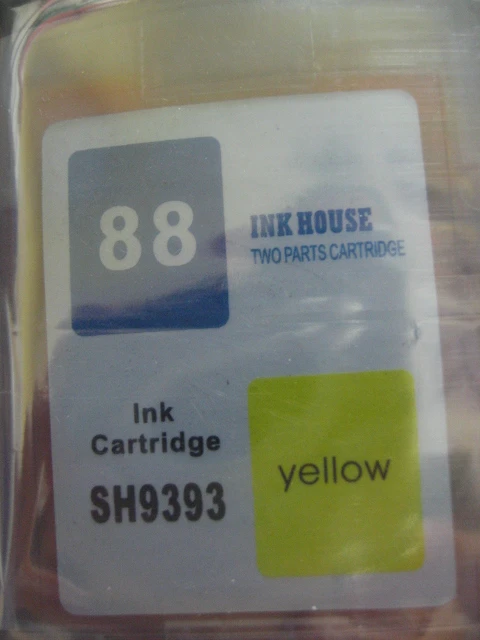 88
INK HOUSE
TWO PARTS CARTRIDGE
Ink
Cartridge
SH9393
yellow